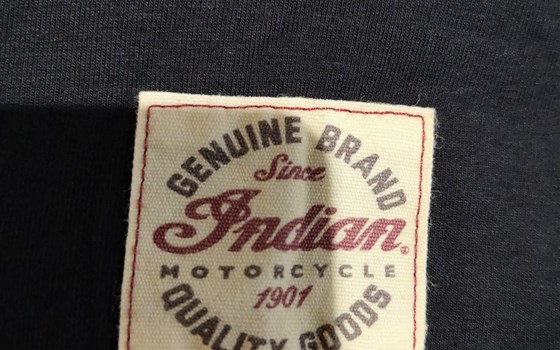 GENUINE BRAND
Since
Indian®
MOTORCYCLE
1901
QUALITY GOODS